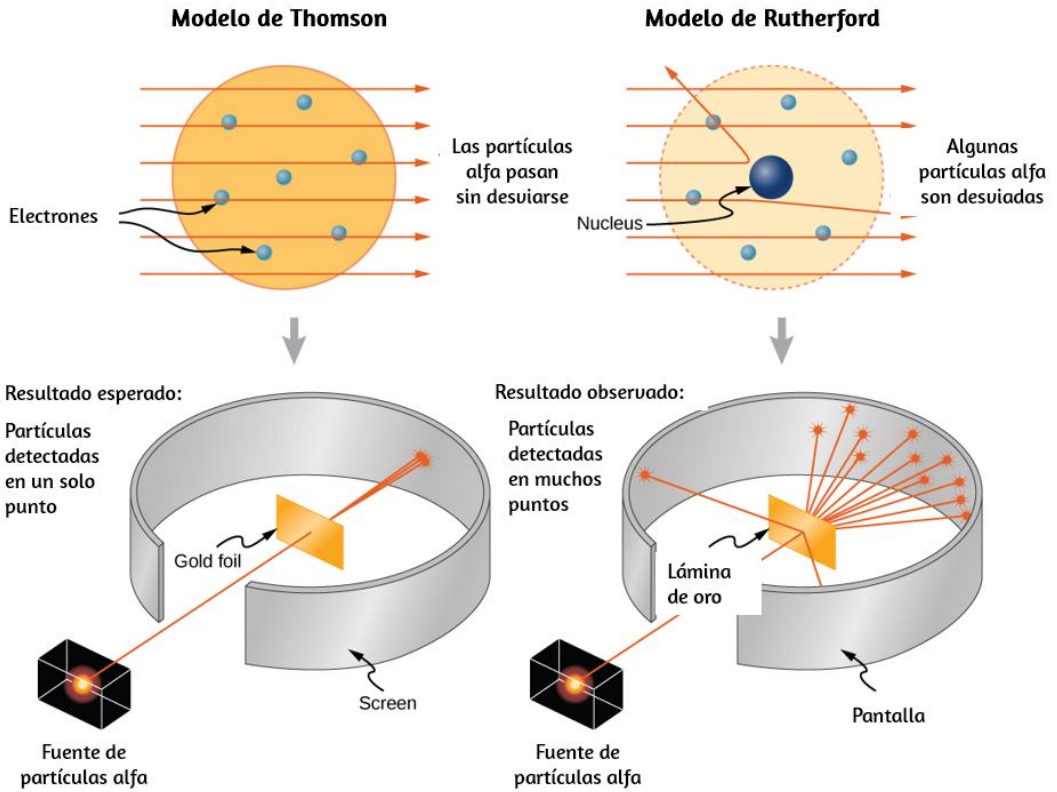 Modelo de Thomson
Electrones
Las partículas
alfa pasan
sin desviarse
Modelo de Rutherford
Nucleus
Algunas
partículas alfa
son desviadas
Resultado esperado:
Partículas
detectadas
en un solo
punto
Gold foil
Screen
Fuente de
partículas alfa
Resultado observado:
Partículas
detectadas
en muchos
puntos
Lámina
de oro
Pantalla
Fuente de
partículas alfa